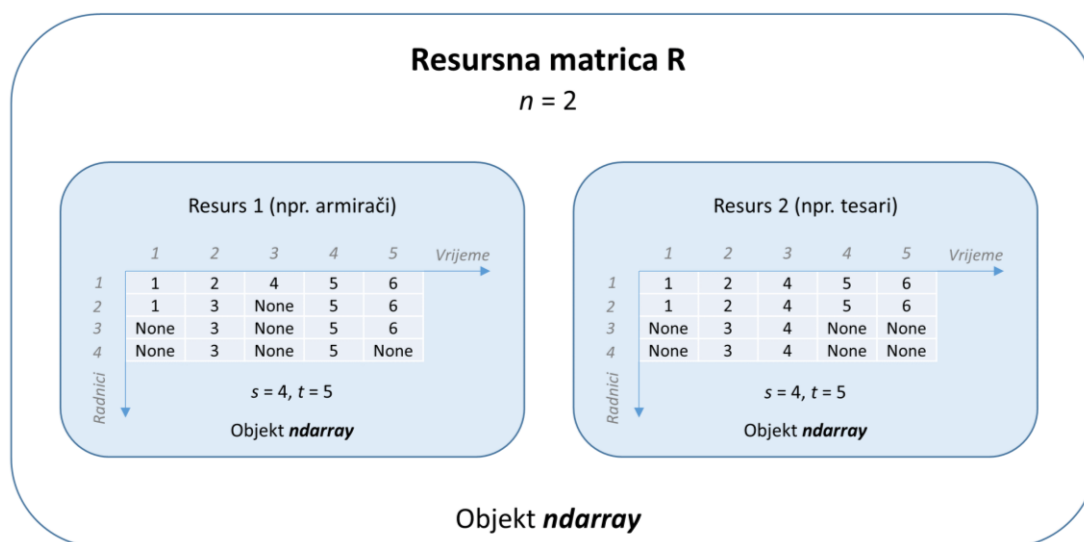 Resursna matrica R
n = 2
Resurs 1 (npr. armirači)
1 2 3 4 5 Vrijeme
1 1 2 4 5 6
2 1 3 None 5 6
3 None 3 None 5 6
4 None 3 None 5 None
Radnici
s = 4, t = 5
Objekt ndarray
Resurs 2 (npr. tesari)
1 2 3 4 5 Vrijeme
1 1 2 4 5 6
2 1 2 4 5 6
3 None 3 4 None None
4 None 3 4 None None
Radnici
s = 4, t = 5
Objekt ndarray
Objekt ndarray